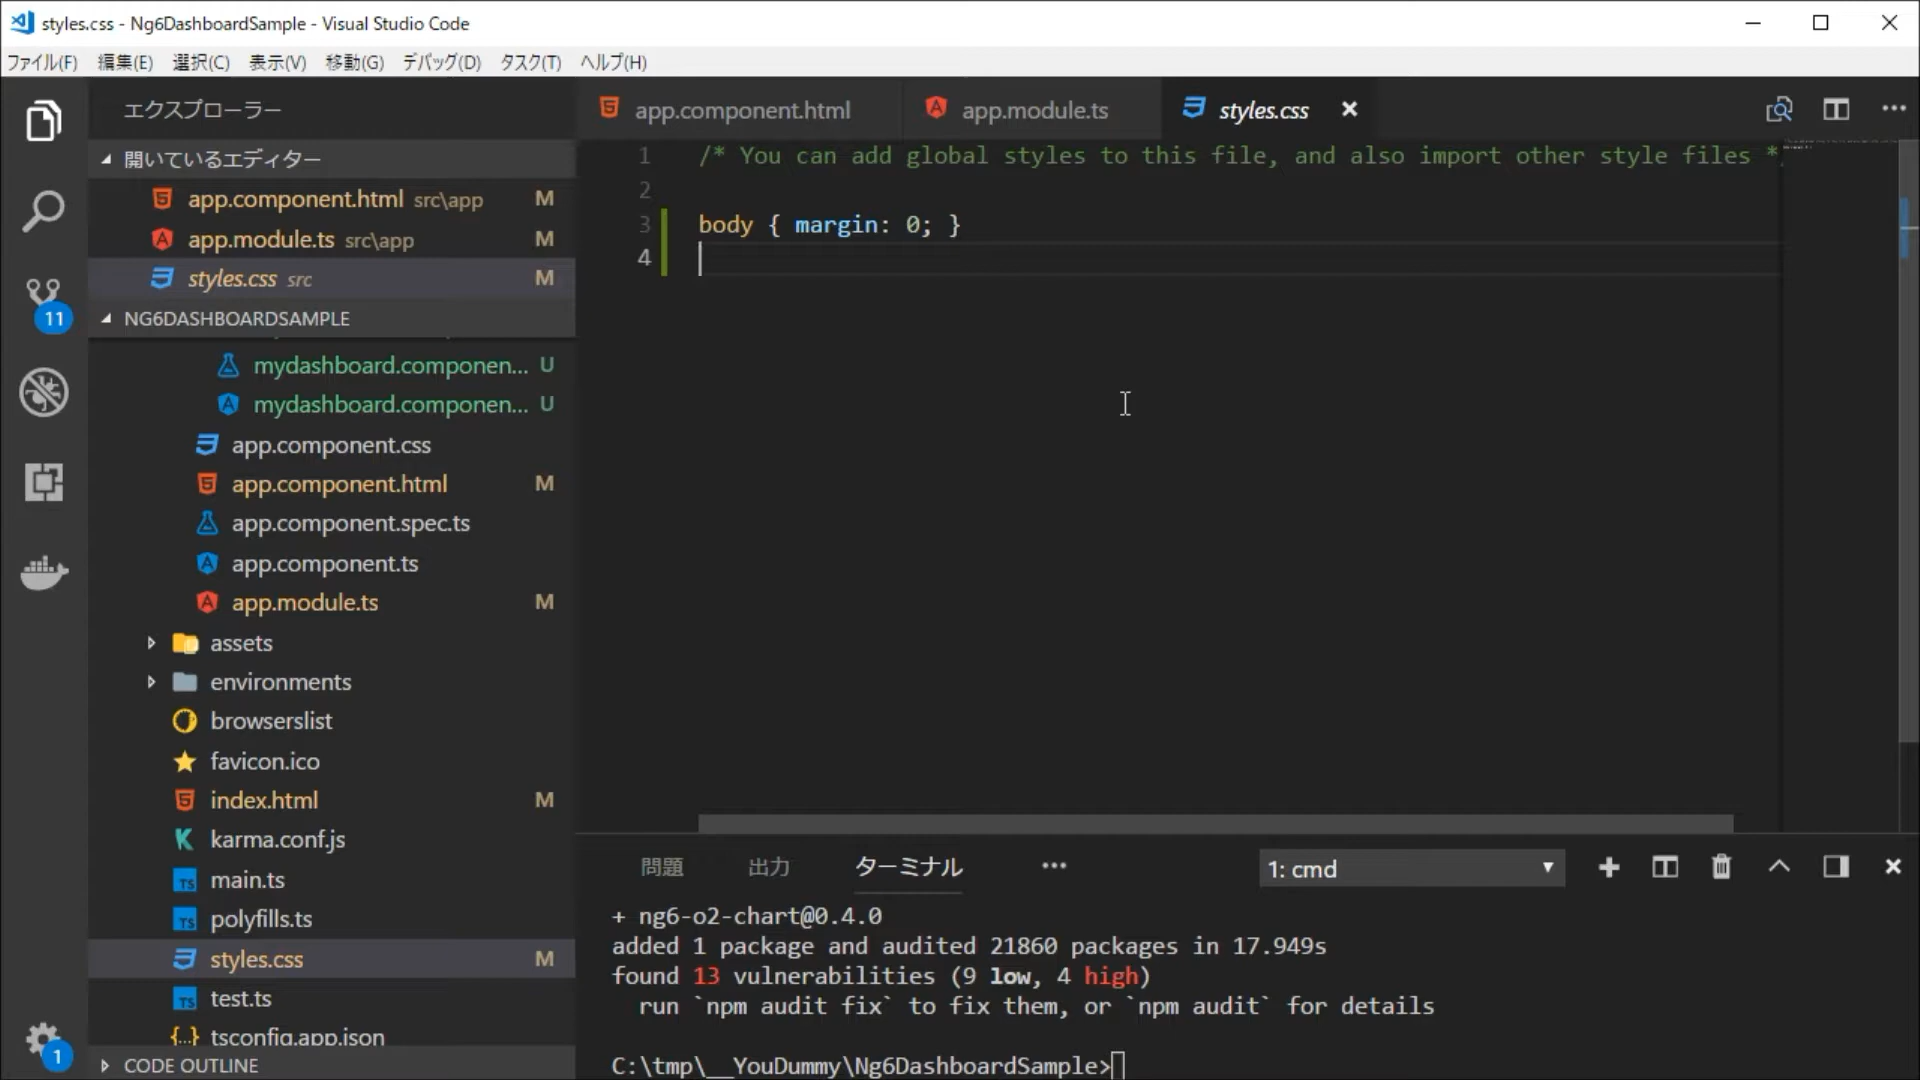 styles.css - Ng6DashboardSample - Visual Studio Code
ファイル(F) 編集(E) 選択(C) 表示(V) 移動(G) デバッグ(D) タスク(T) ヘルプ(H)
エクスプローラー
開いているエディター
app.component.html src\app M
app.module.ts src\app M
styles.css src M
NG6DASHBOARDSAMPLE
mydashboard.componen... U
mydashboard.componen... U
app.component.css
app.component.html M
app.component.spec.ts
app.component.ts
app.module.ts M
assets
environments
browserslist
favicon.ico
index.html M
karma.conf.js
main.ts
polyfills.ts
styles.css M
test.ts
tsconfig.app.json
CODE OUTLINE
11
1
app.component.html app.module.ts styles.css
1 /* You can add global styles to this file, and also import other style files *
2
3 body { margin: 0; }
4
問題 出力 ターミナル ••• 1: cmd
+ ng6-o2-chart@0.4.0
added 1 package and audited 21860 packages in 17.949s
found 13 vulnerabilities (9 low, 4 high)
run `npm audit fix` to fix them, or `npm audit` for details
C:\tmp\__YouDummy\Ng6DashboardSample>